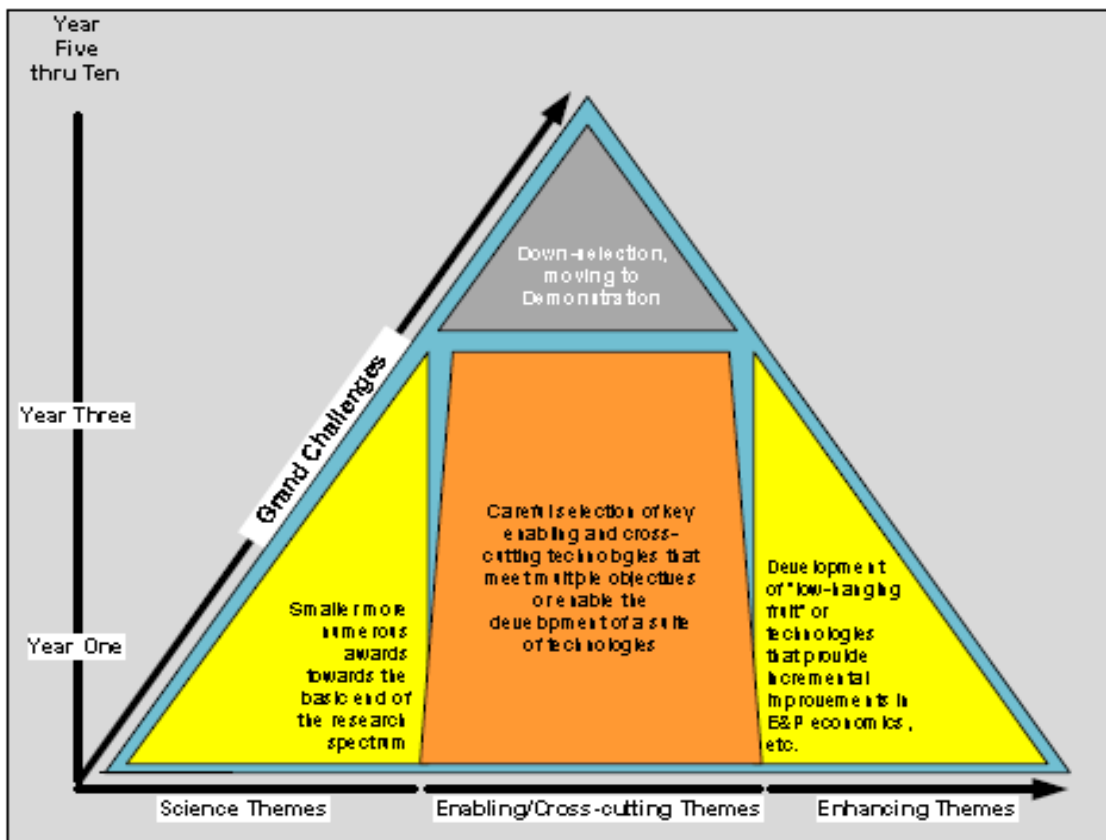 Year
Five
thru Ten
Down-selection,
moving to
Demonstration
Grand Challenges
Year Three
Careful selection of key
enabling and cross-
cutting technologies that
meet multiple objectives
or enable the
development of a suite
of technologies
Development
of "low-hanging
fruit" or
technologies
that provide
incremental
improvements in
E&P economics,
etc.
Smaller more
numerous
awards
towards the
basic end of
the research
spectrum
Year One
Science Themes
Enabling/Cross-cutting Themes
Enhancing Themes